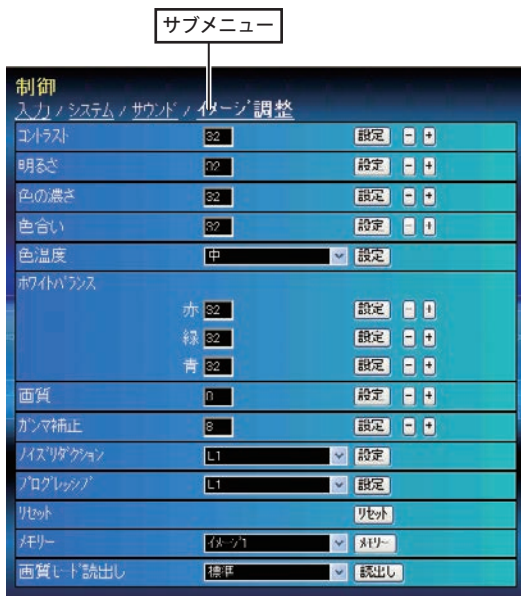 サブメニュー
制御
入力 / システム / サウンド / イメージ調整
コントラスト 32 設定 - +
明るさ 32 設定 - +
色の濃さ 32 設定 - +
色合い 32 設定 - +
色温度 中 設定
ホワイトバランス
赤 32 設定 - +
緑 32 設定 - +
青 32 設定 - +
画質 0 設定 - +
ガンマ補正 8 設定 - +
ノイズリダクション L1 設定
プログレッシブ L1 設定
リセット リセット
メモリー イメージ1 メモリー
画質モード読出し 標準 読出し